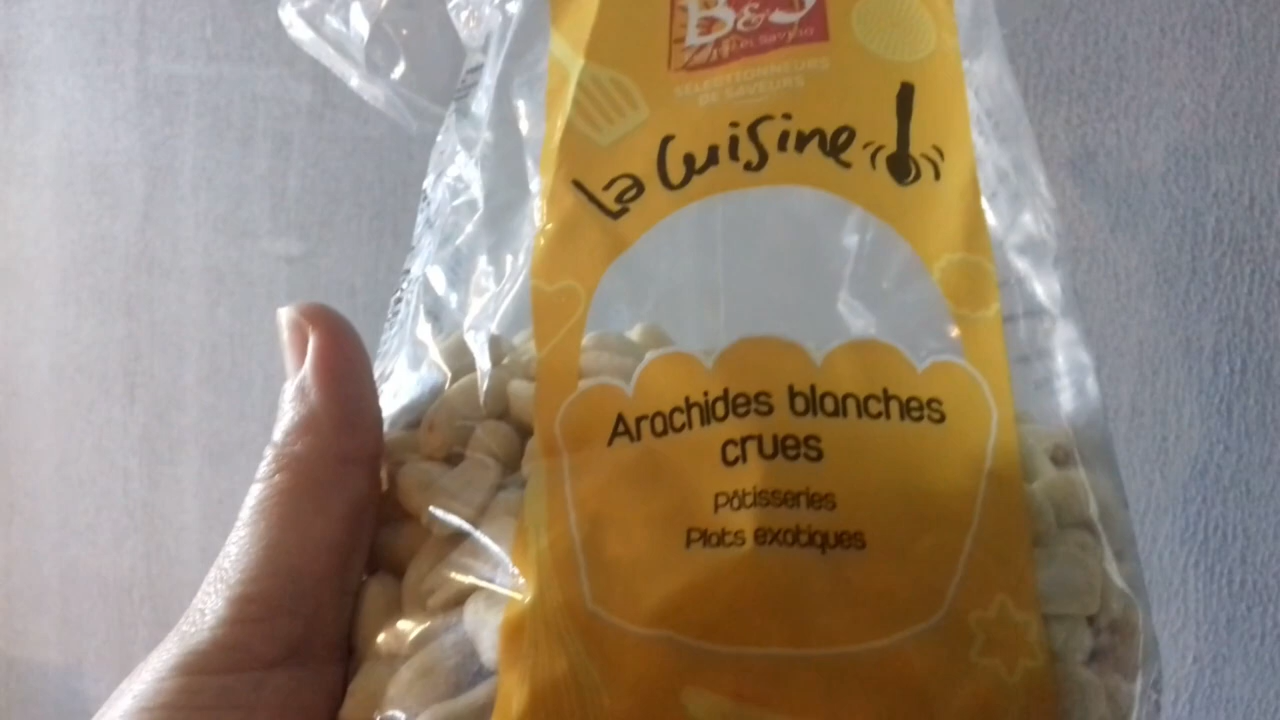 B&S
SÉLECTIONNEURS
DE SAVEURS
La Cuisine
Arachides blanches
crues
Pâtisseries
Plats exotiques